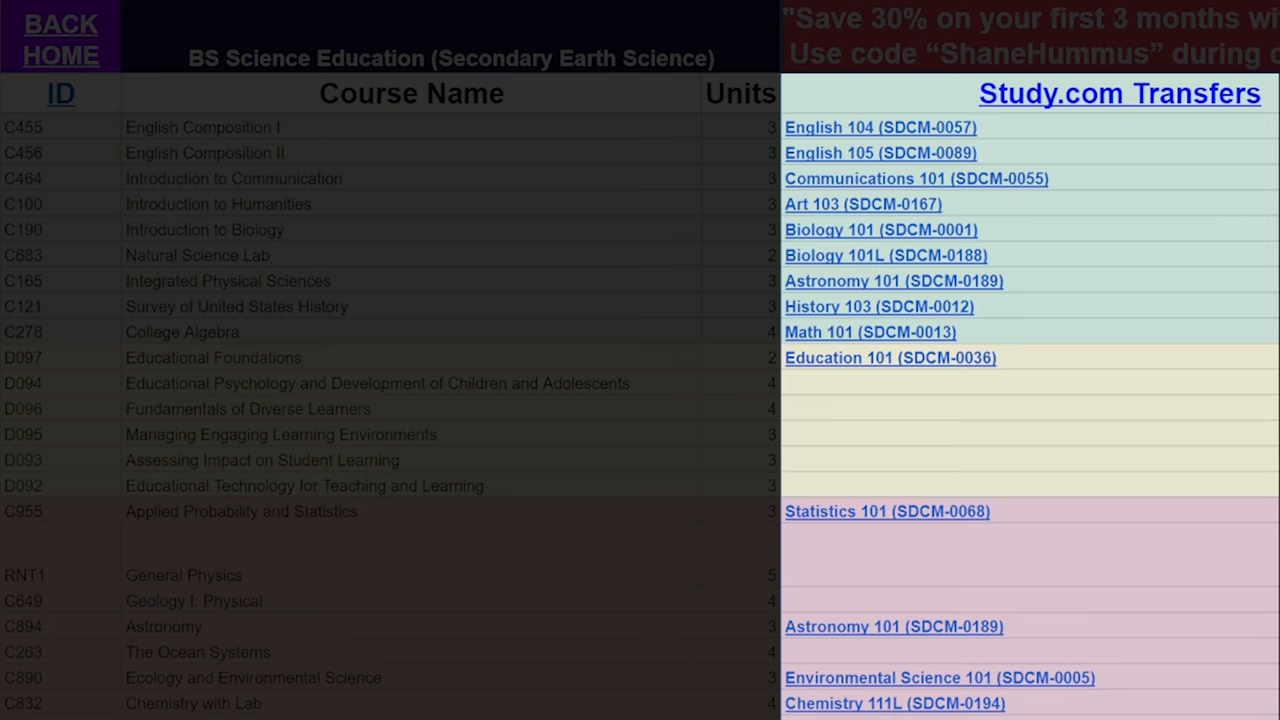 BACK
HOME
BS Science Education (Secondary Earth Science)
"Save 30% on your first 3 months
Use code “ShaneHummus” during
ID Course Name Units Study.com Transfers
C455 English Composition I 3 English 104 (SDCM-0057)
C456 English Composition II 3 English 105 (SDCM-0089)
C464 Introduction to Communication 3 Communications 101 (SDCM-0055)
C100 Introduction to Humanities 3 Art 103 (SDCM-0167)
C190 Introduction to Biology 3 Biology 101 (SDCM-0001)
C683 Natural Science Lab 2 Biology 101L (SDCM-0188)
C165 Integrated Physical Sciences 3 Astronomy 101 (SDCM-0189)
C121 Survey of United States History 3 History 103 (SDCM-0012)
C278 College Algebra 4 Math 101 (SDCM-0013)
D097 Educational Foundations 2 Education 101 (SDCM-0036)
D094 Educational Psychology and Development of Children and Adolescents 4
D096 Fundamentals of Diverse Learners 4
D095 Managing Engaging Learning Environments 3
D093 Assessing Impact on Student Learning 3
D092 Educational Technology for Teaching and Learning 3
C955 Applied Probability and Statistics 3 Statistics 101 (SDCM-0068)
RNT1 General Physics 5
C649 Geology I: Physical 4
C894 Astronomy 3 Astronomy 101 (SDCM-0189)
C263 The Ocean Systems 4
C890 Ecology and Environmental Science 3 Environmental Science 101 (SDCM-0005)
C832 Chemistry with Lab 4 Chemistry 111L (SDCM-0194)